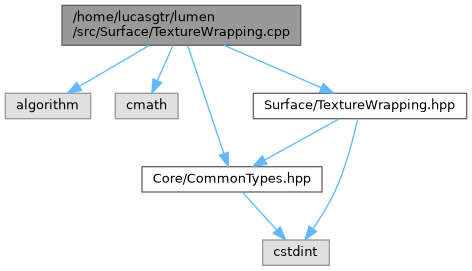 /home/lucasgtr/lumen
/src/Surface/TextureWrapping.cpp
algorithm
cmath
Surface/TextureWrapping.hpp
Core/CommonTypes.hpp
cstdint